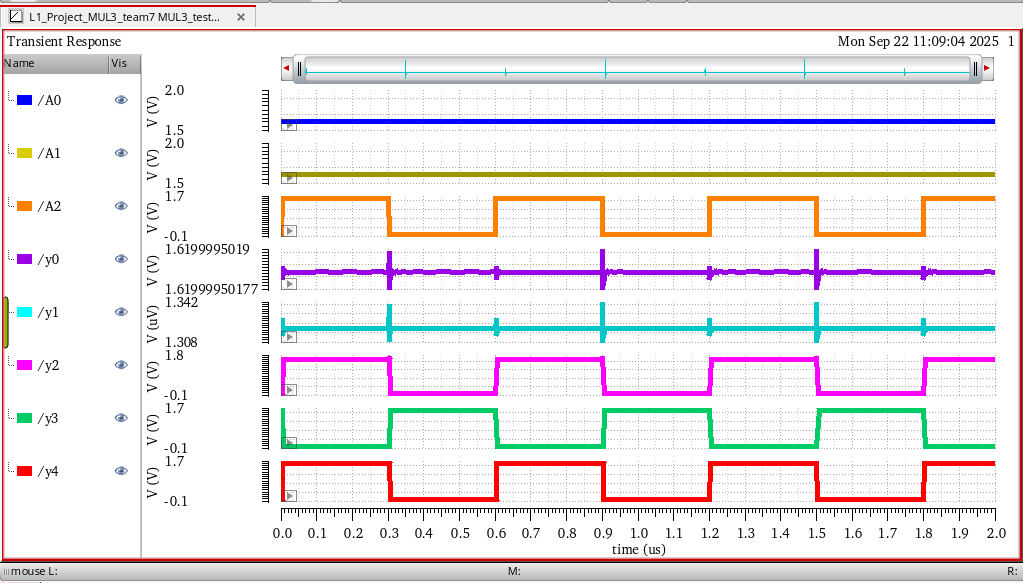 L1_Project_MUL3_team7 MUL3_test... ×
Transient Response Mon Sep 22 11:09:04 2025 1
Name Vis
/A0 V (V) 2.0 1.5
/A1 V (V) 2.0 1.5
/A2 V (V) 1.7 -0.1
/y0 V (V) 1.6199995019 1.61999950177
/y1 V (uV) 1.342 1.308
/y2 V (V) 1.8 -0.1
/y3 V (V) 1.7 -0.1
/y4 V (V) 1.7 -0.1
0.0 0.1 0.2 0.3 0.4 0.5 0.6 0.7 0.8 0.9 1.0 1.1 1.2 1.3 1.4 1.5 1.6 1.7 1.8 1.9 2.0
time (us)
mouse L: M: R: